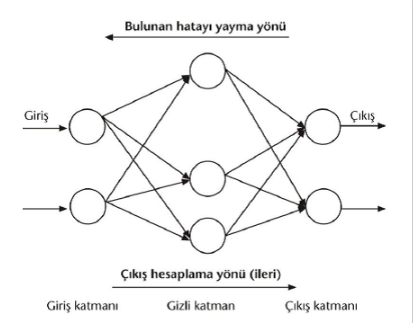 Bulunan hatayı yayma yönü
Giriş
Çıkış
Çıkış hesaplama yönü (ileri)
Giriş katmanı
Gizli katman
Çıkış katmanı